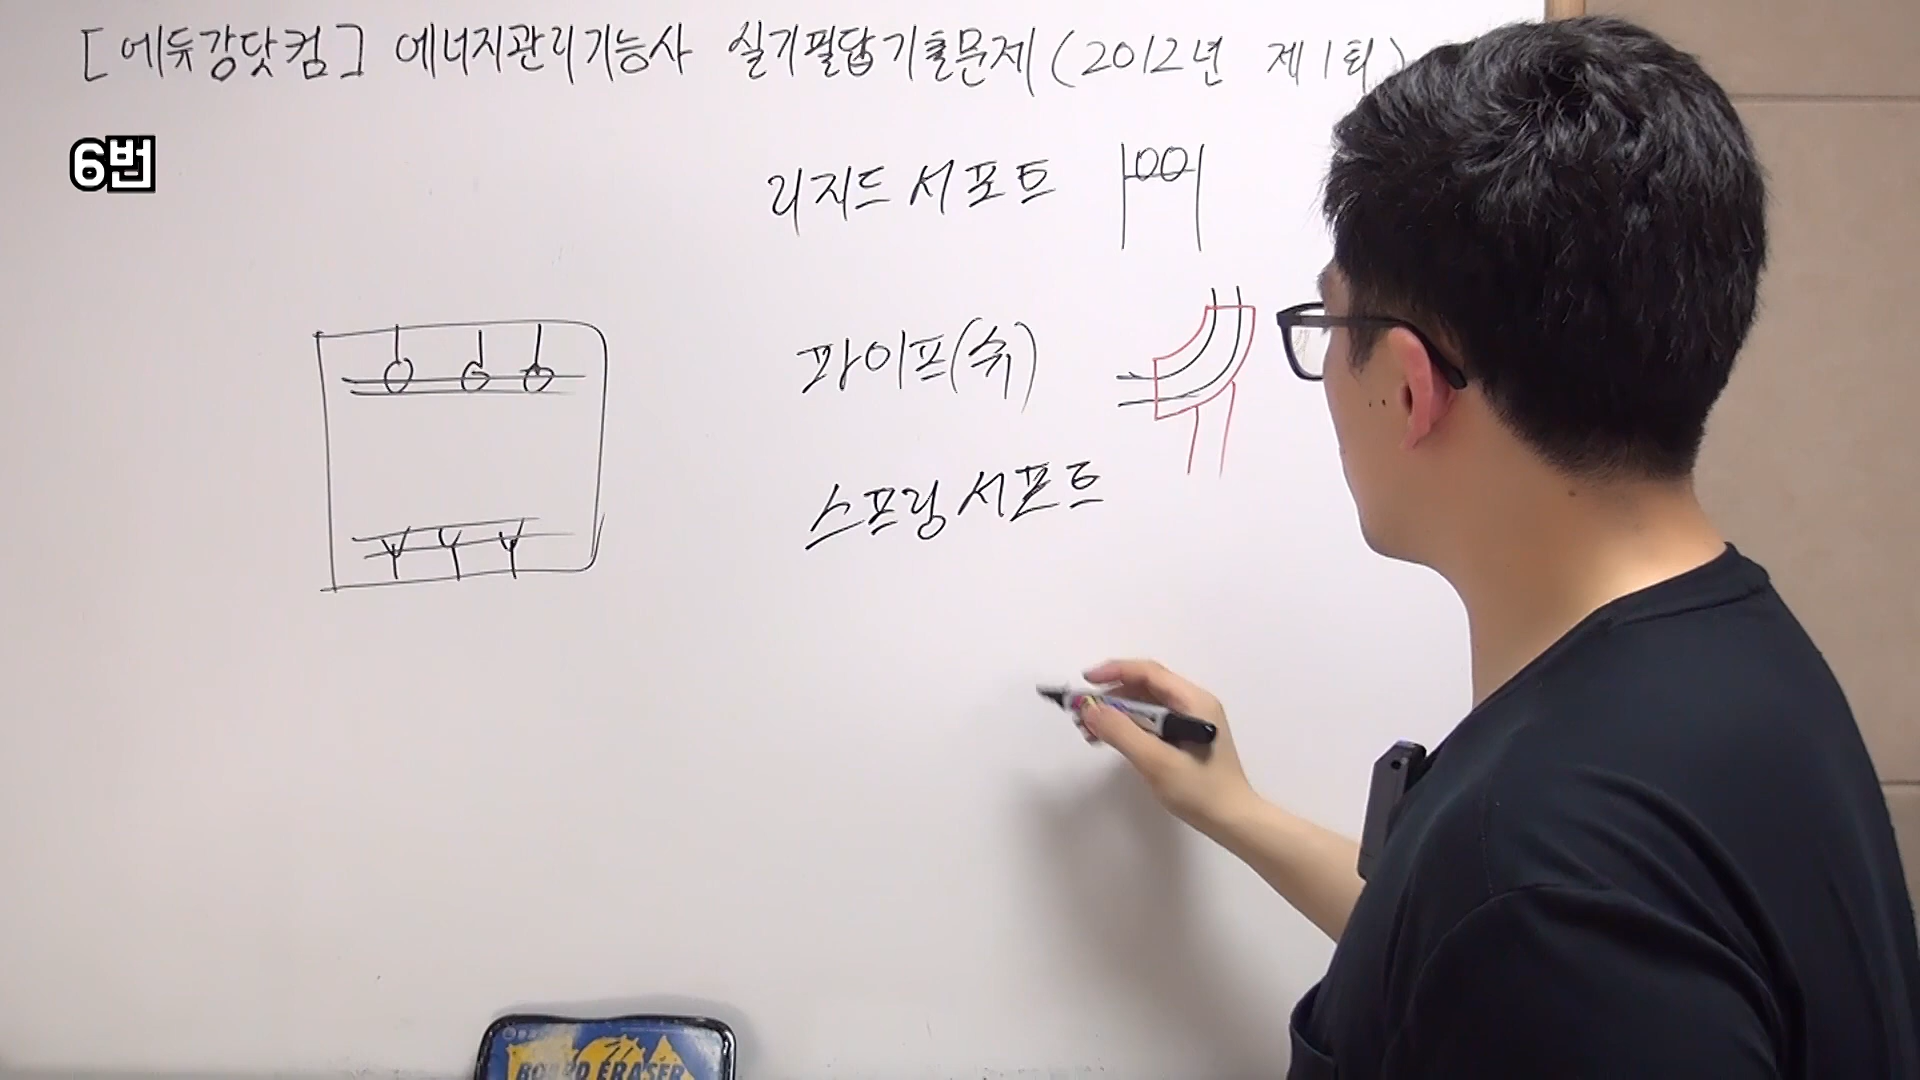 [에듀강닷컴] 에너지관리기능사 실기필답기출문제(2012년 제1회)
6번
리지드 서포트
파이프(슈)
스프링 서포트
BOARD ERASER